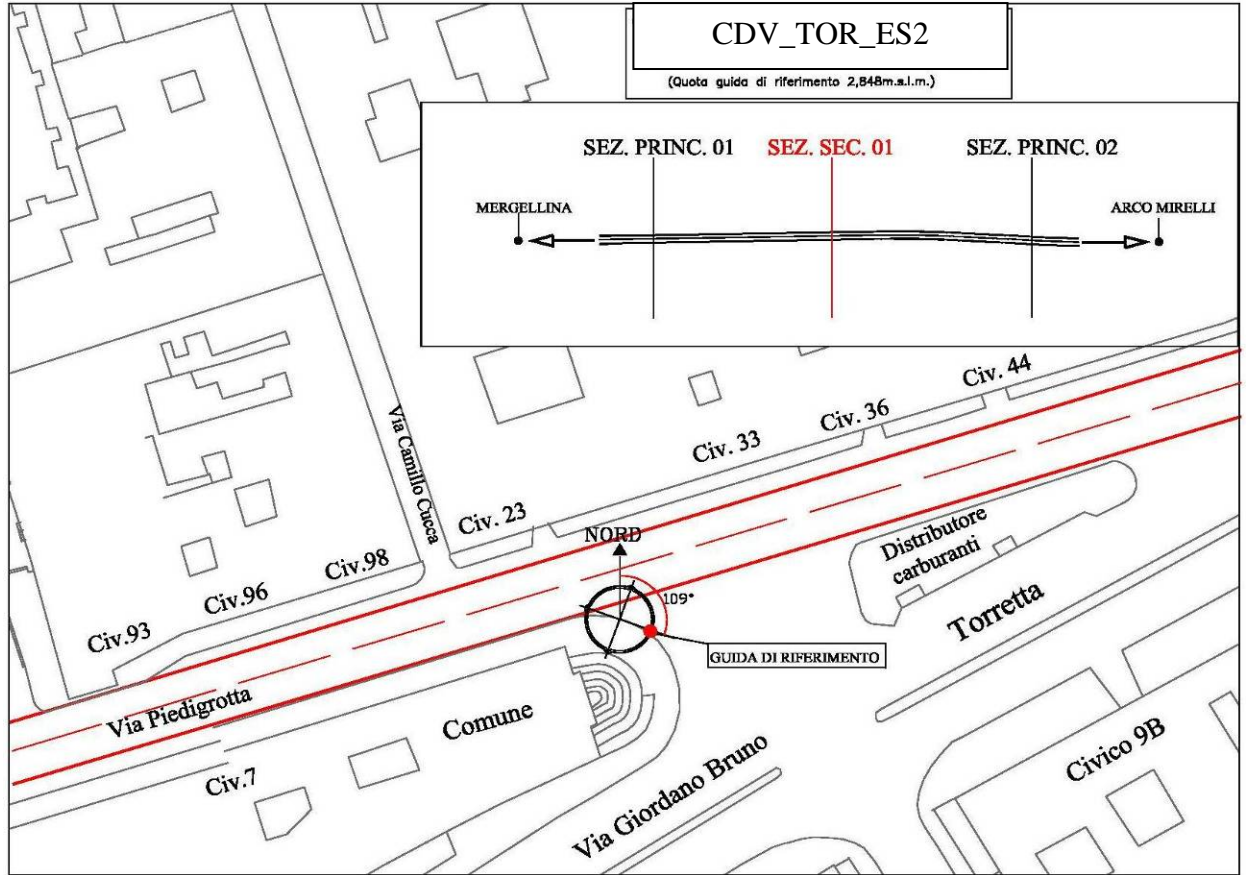 CDV_TOR_ES2
(Quota guida di riferimento 2,848m.s.l.m.)
SEZ. PRINC. 01
SEZ. SEC. 01
SEZ. PRINC. 02
MERGELLINA
ARCO MIRELLI
Civ. 44
Civ. 36
Civ. 33
Via Camillo Cucca
Civ. 23
NORD
109°
Civ.98
Civ.96
Civ.93
Distributore
carburanti
Torretta
GUIDA DI RIFERIMENTO
Via Piedigrotta
Comune
Civ.7
Via Giordano Bruno
Civico 9B